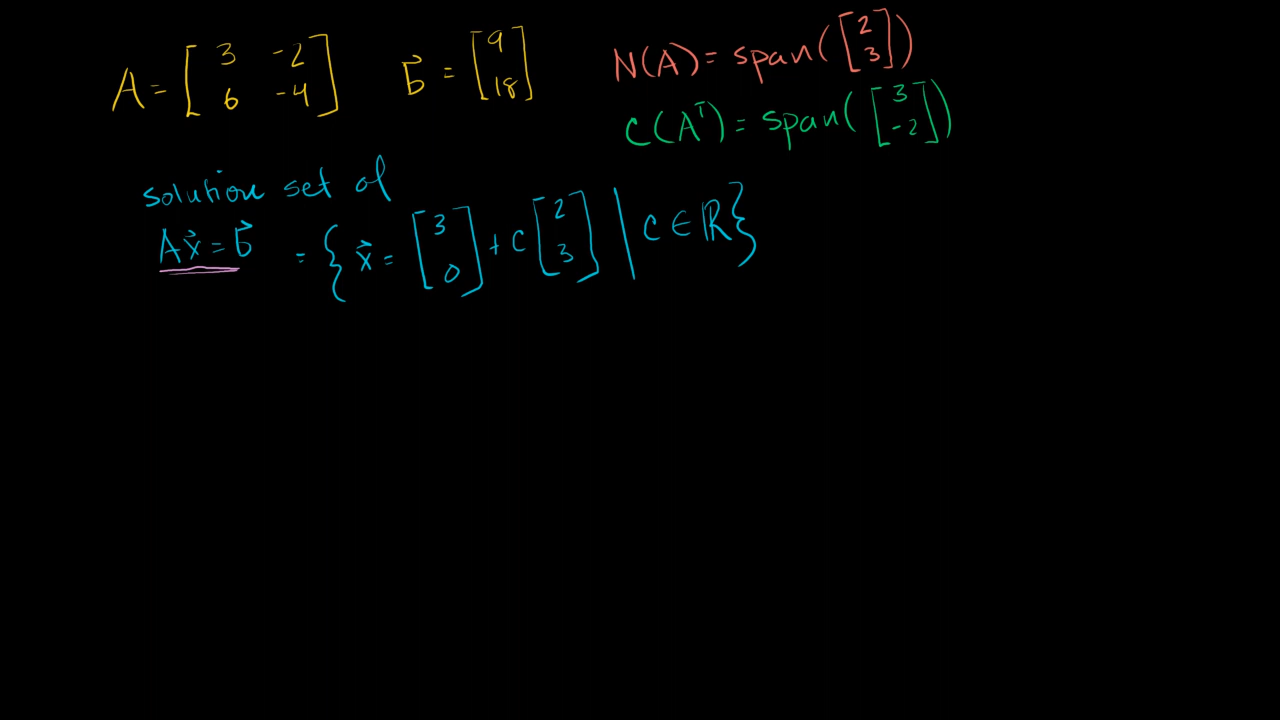 A = [ 3 -2 ; 6 -4 ]  b⃗ = [ 9 ; 18 ]
N(A) = span( [ 2 ; 3 ] )
C(Aᵀ) = span( [ 3 ; -2 ] )
solution set of
Ax⃗ = b⃗ = { x⃗ = [ 3 ; 0 ] + c [ 2 ; 3 ] | c ∈ ℝ }